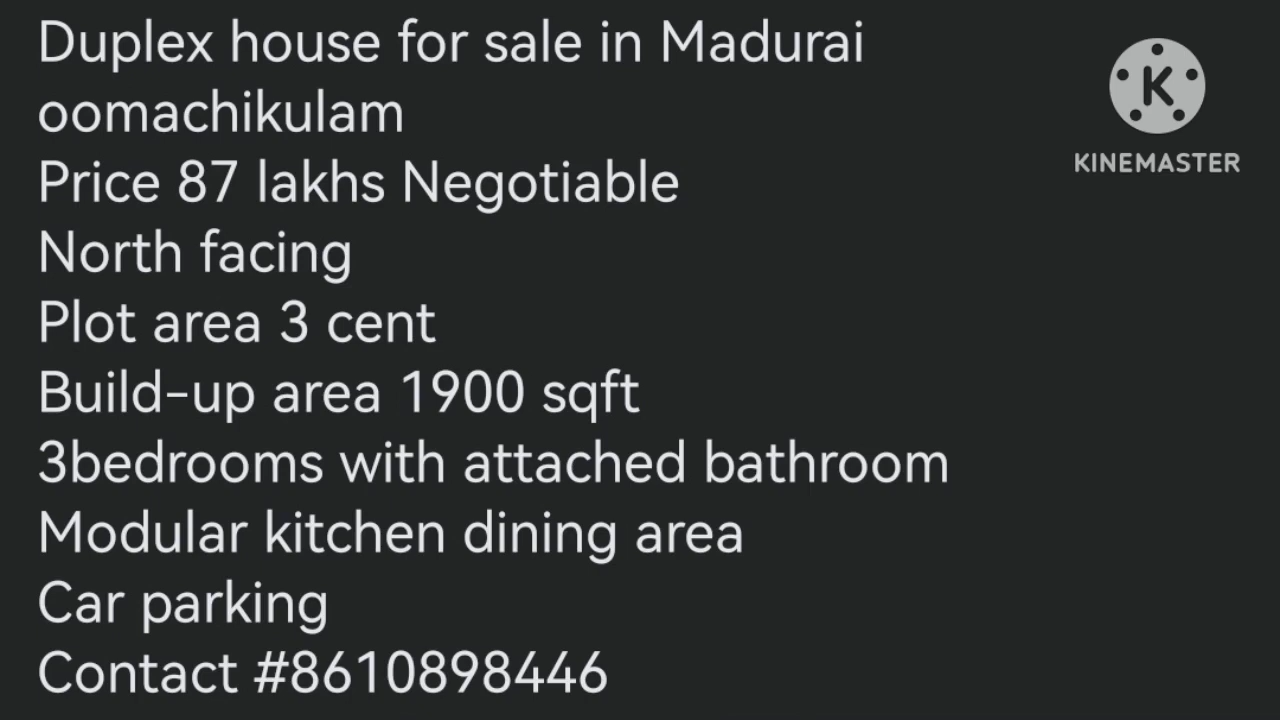 Duplex house for sale in Madurai
oomachikulam
Price 87 lakhs Negotiable
North facing
Plot area 3 cent
Build-up area 1900 sqft
3bedrooms with attached bathroom
Modular kitchen dining area
Car parking
Contact #8610898446
K
KINEMASTER